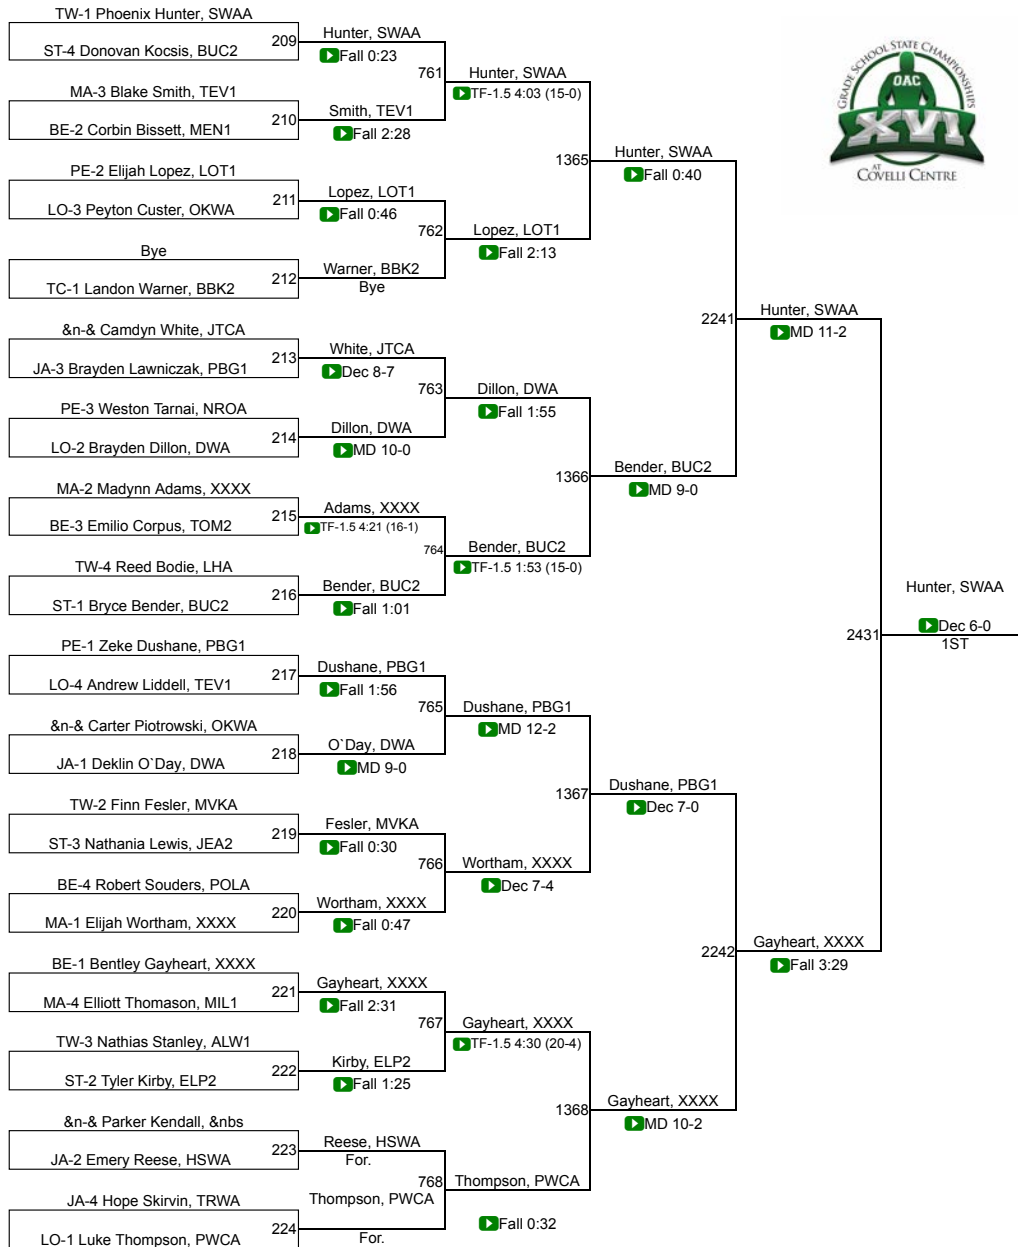 TW-1 Phoenix Hunter, SWAA
209
ST-4 Donovan Kocsis, BUC2
Hunter, SWAA
Fall 0:23
761
MA-3 Blake Smith, TEV1
210
BE-2 Corbin Bissett, MEN1
Smith, TEV1
Fall 2:28
Hunter, SWAA
TF-1.5 4:03 (15-0)
1365
PE-2 Elijah Lopez, LOT1
211
LO-3 Peyton Custer, OKWA
Lopez, LOT1
Fall 0:46
762
Bye
212
TC-1 Landon Warner, BBK2
Warner, BBK2
Bye
Lopez, LOT1
Fall 2:13
Hunter, SWAA
Fall 0:40
2241
&n-& Camdyn White, JTCA
213
JA-3 Brayden Lawniczak, PBG1
White, JTCA
Dec 8-7
763
PE-3 Weston Tarnai, NROA
214
LO-2 Brayden Dillon, DWA
Dillon, DWA
MD 10-0
Dillon, DWA
Fall 1:55
1366
MA-2 Madynn Adams, XXXX
215
BE-3 Emilio Corpus, TOM2
Adams, XXXX
TF-1.5 4:21 (16-1)
764
TW-4 Reed Bodie, LHA
216
ST-1 Bryce Bender, BUC2
Bender, BUC2
Fall 1:01
Bender, BUC2
TF-1.5 1:53 (15-0)
Bender, BUC2
MD 9-0
Hunter, SWAA
MD 11-2
2431
PE-1 Zeke Dushane, PBG1
217
LO-4 Andrew Liddell, TEV1
Dushane, PBG1
Fall 1:56
765
&n-& Carter Piotrowski, OKWA
218
JA-1 Deklin O`Day, DWA
O`Day, DWA
MD 9-0
Dushane, PBG1
MD 12-2
1367
TW-2 Finn Fesler, MVKA
219
ST-3 Nathania Lewis, JEA2
Fesler, MVKA
Fall 0:30
766
BE-4 Robert Souders, POLA
220
MA-1 Elijah Wortham, XXXX
Wortham, XXXX
Fall 0:47
Wortham, XXXX
Dec 7-4
Dushane, PBG1
Dec 7-0
2242
BE-1 Bentley Gayheart, XXXX
221
MA-4 Elliott Thomason, MIL1
Gayheart, XXXX
Fall 2:31
767
TW-3 Nathias Stanley, ALW1
222
ST-2 Tyler Kirby, ELP2
Kirby, ELP2
Fall 1:25
Gayheart, XXXX
TF-1.5 4:30 (20-4)
1368
&n-& Parker Kendall, &nbs
223
JA-2 Emery Reese, HSWA
Reese, HSWA
For.
768
JA-4 Hope Skirvin, TRWA
224
LO-1 Luke Thompson, PWCA
Thompson, PWCA
For.
Thompson, PWCA
Fall 0:32
Gayheart, XXXX
MD 10-2
Gayheart, XXXX
Fall 3:29
Hunter, SWAA
Dec 6-0
1ST
GRADE SCHOOL STATE CHAMPIONSHIPS
OAC
XVI
AT
COVELLI CENTRE